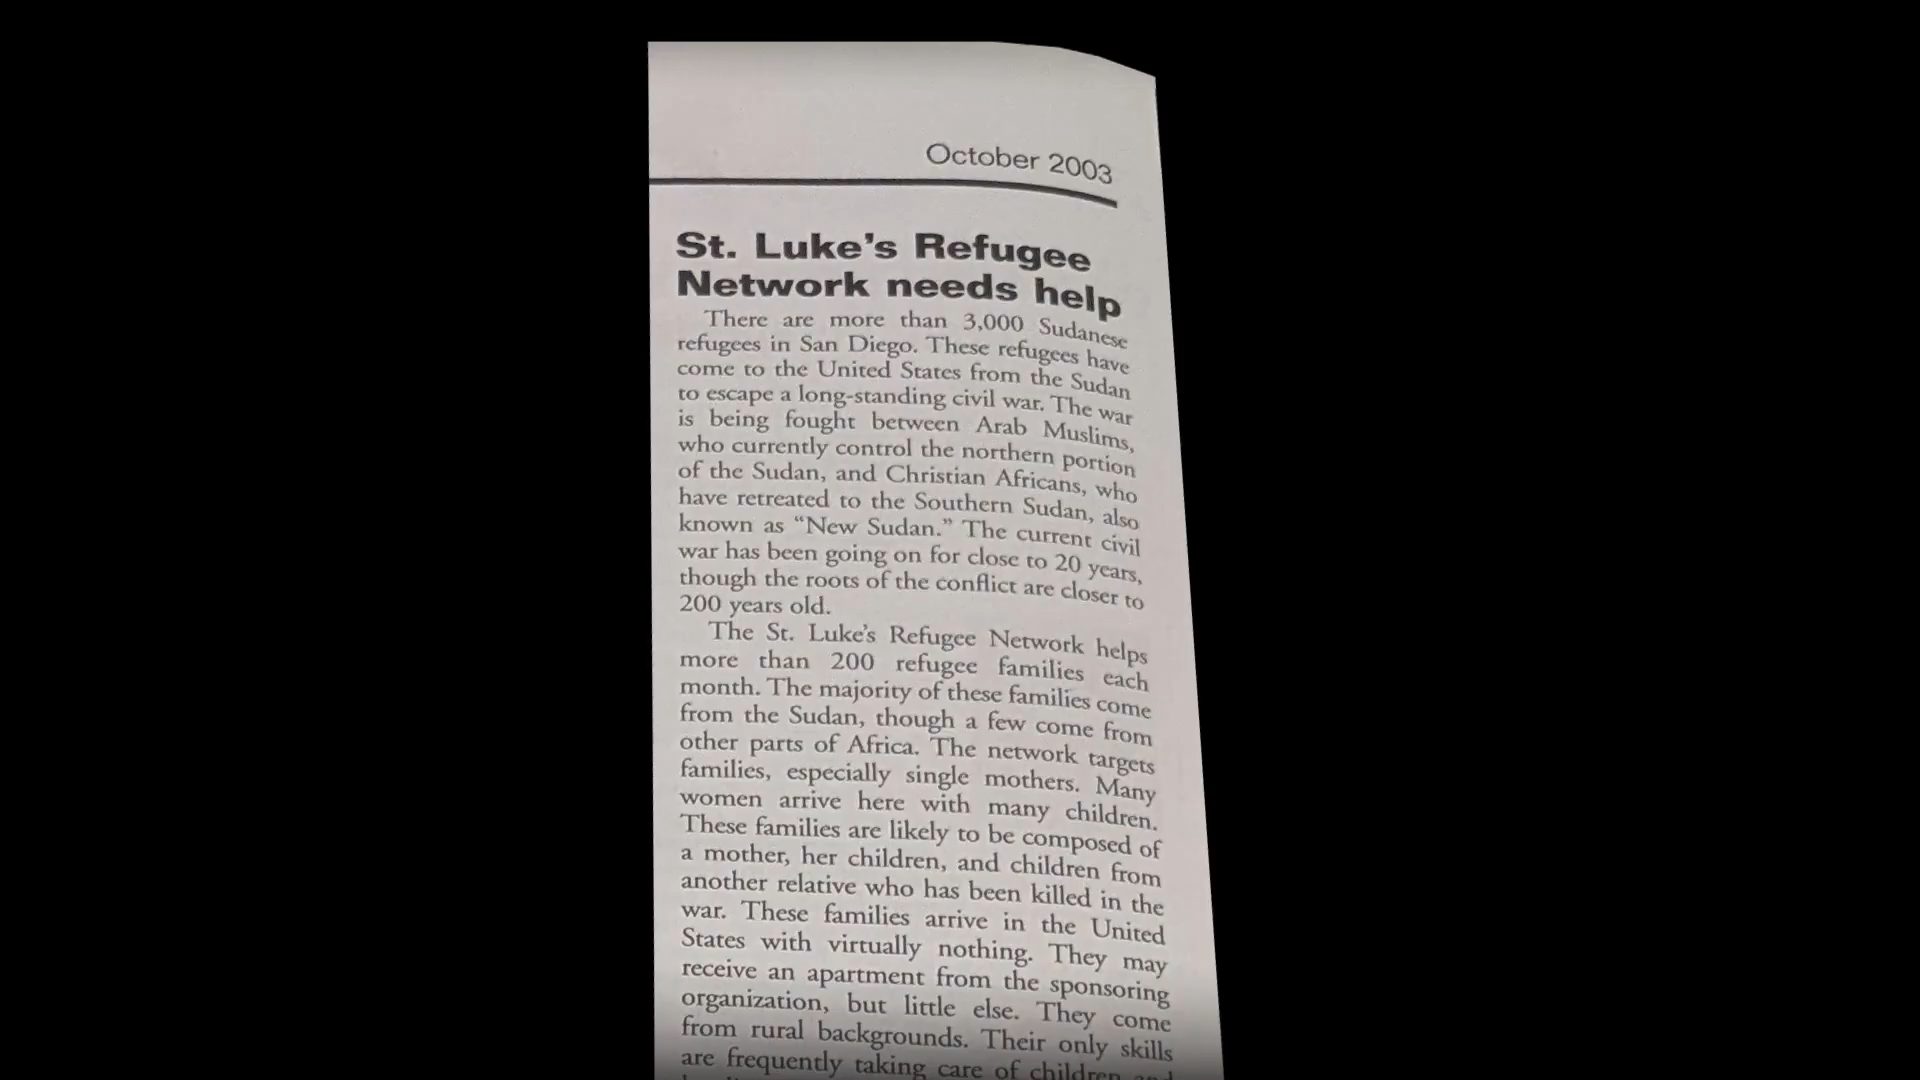 October 2003
St. Luke's Refugee
Network needs help
There are more than 3,000 Sudanese
refugees in San Diego. These refugees have
come to the United States from the Sudan
to escape a long-standing civil war. The war
is being fought between Arab Muslims,
who currently control the northern portion
of the Sudan, and Christian Africans, who
have retreated to the Southern Sudan, also
known as “New Sudan.” The current civil
war has been going on for close to 20 years,
though the roots of the conflict are closer to
200 years old.
The St. Luke's Refugee Network helps
more than 200 refugee families each
month. The majority of these families come
from the Sudan, though a few come from
other parts of Africa. The network targets
families, especially single mothers. Many
women arrive here with many children.
These families are likely to be composed of
a mother, her children, and children from
another relative who has been killed in the
war. These families arrive in the United
States with virtually nothing. They may
receive an apartment from the sponsoring
organization, but little else. They come
from rural backgrounds. Their only skills
are frequently taking care of children and